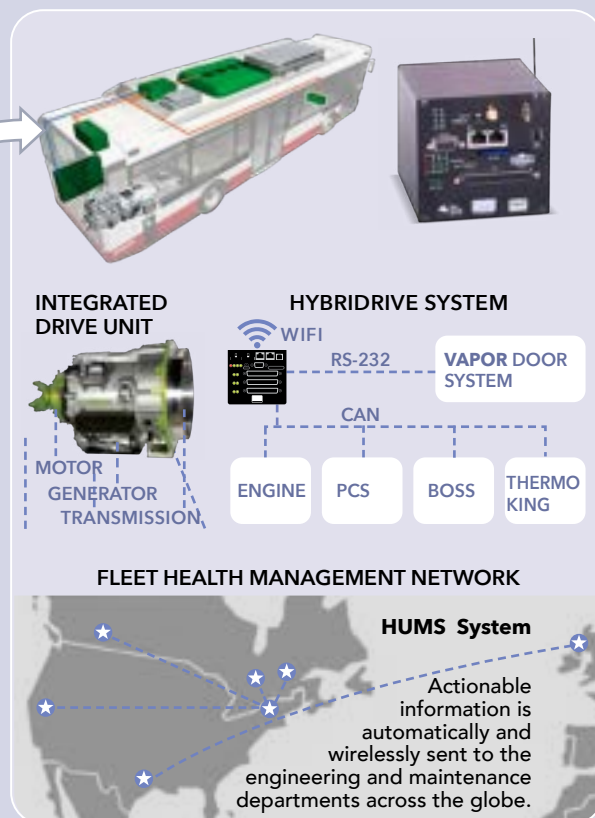 INTEGRATED
DRIVE UNIT
MOTOR
GENERATOR
TRANSMISSION
HYBRIDRIVE SYSTEM
WIFI
RS-232
VAPOR DOOR
SYSTEM
CAN
ENGINE
PCS
BOSS
THERMO
KING
FLEET HEALTH MANAGEMENT NETWORK
HUMS System
Actionable
information is
automatically and
wirelessly sent to the
engineering and maintenance
departments across the globe.